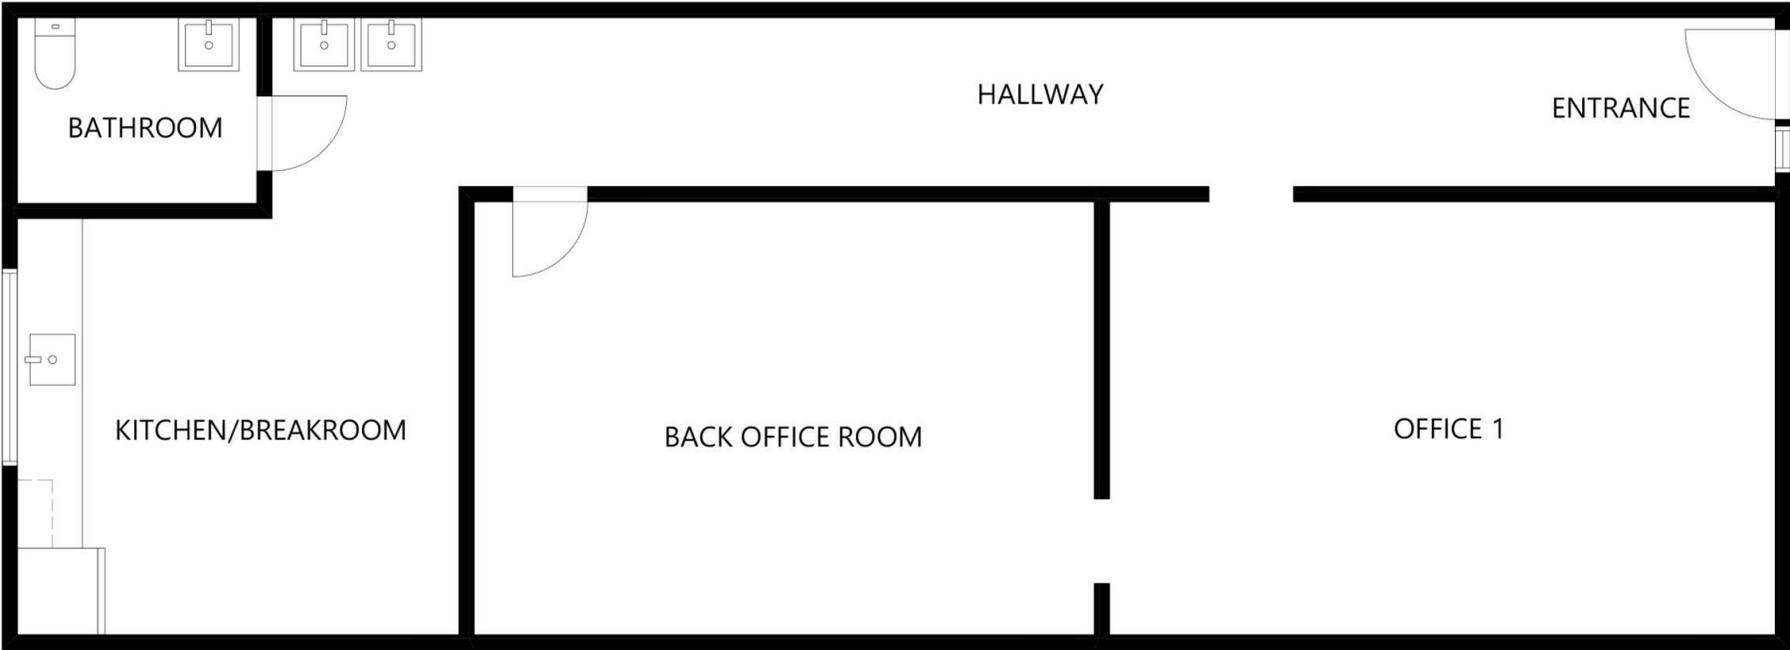 HALLWAY
ENTRANCE
BATHROOM
KITCHEN/BREAKROOM
BACK OFFICE ROOM
OFFICE 1